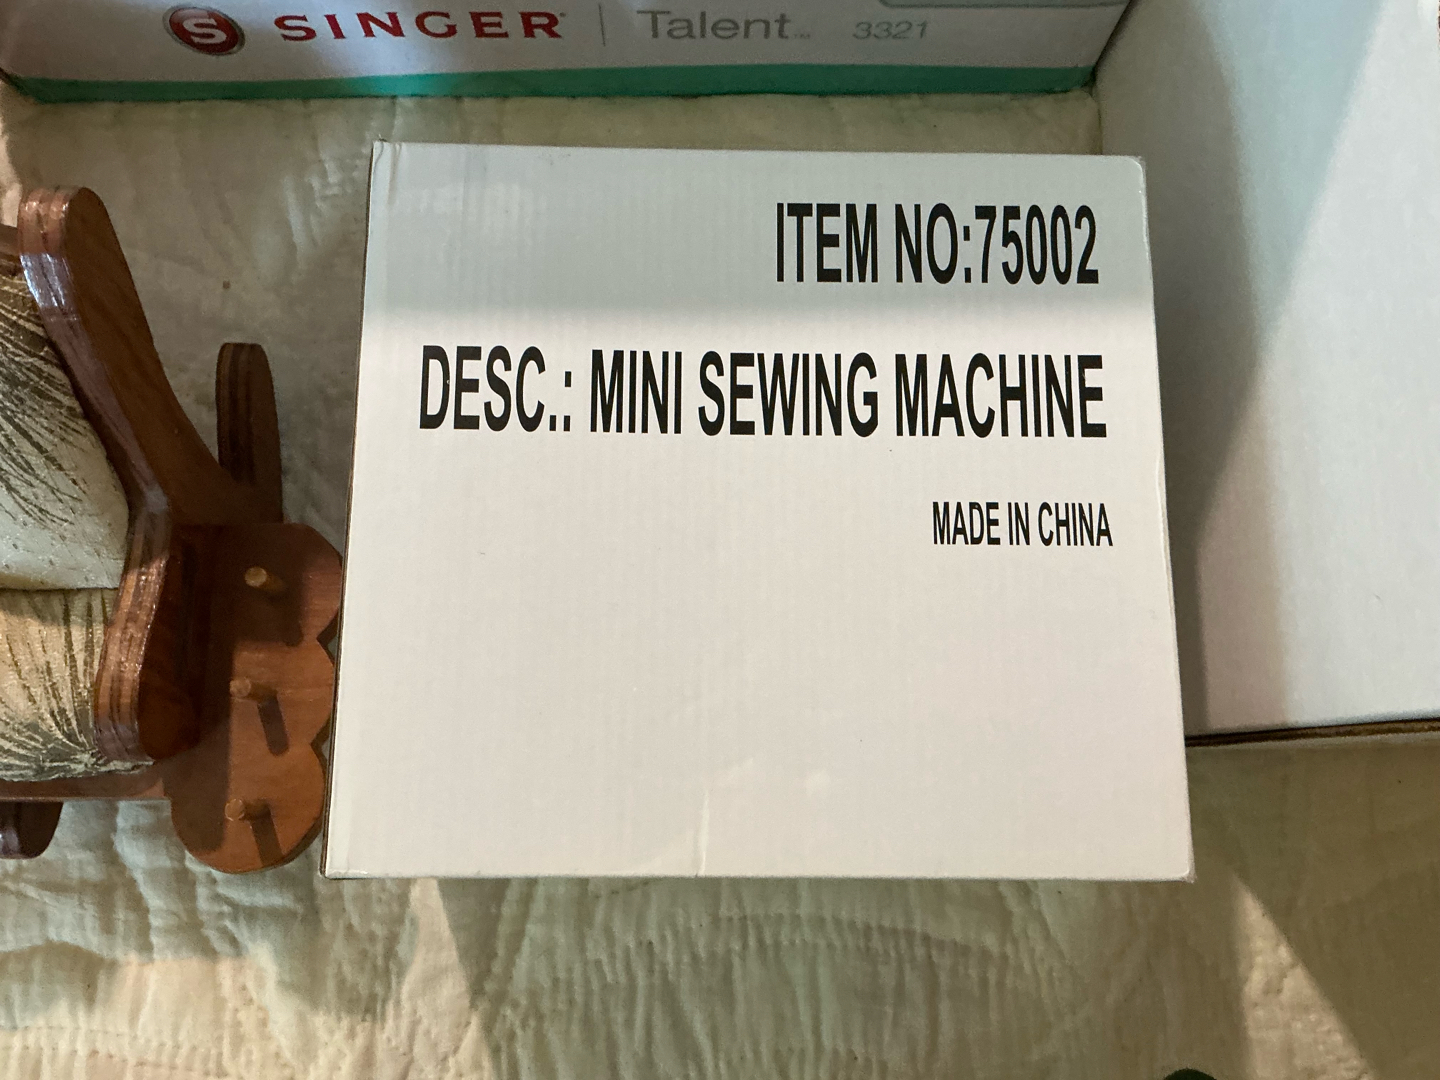 S SINGER Talent 3321
ITEM NO:75002
DESC.: MINI SEWING MACHINE
MADE IN CHINA